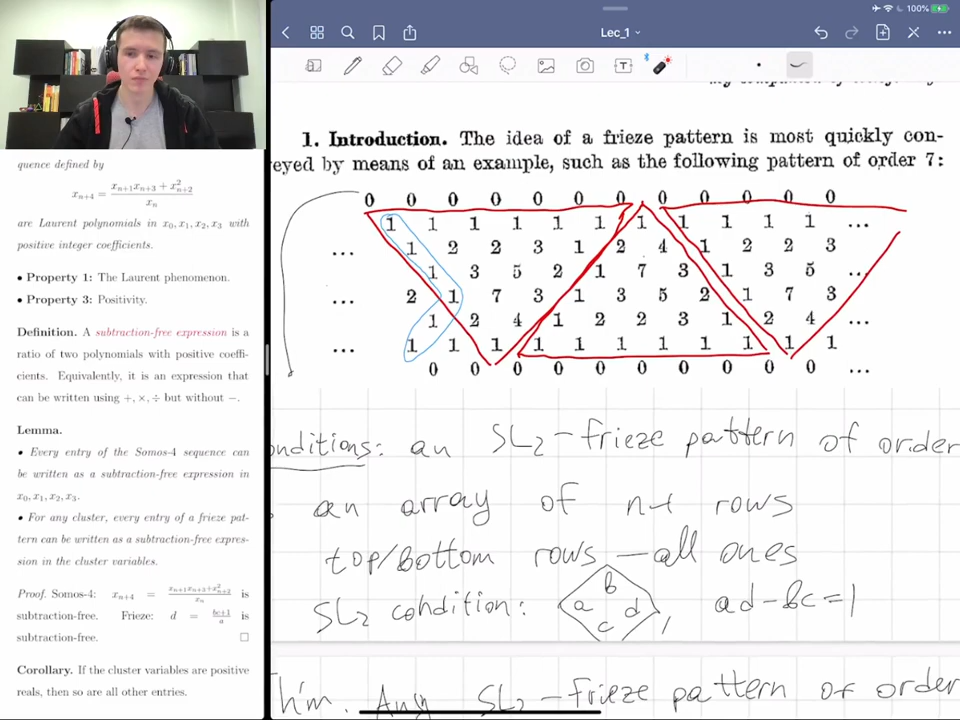 quence defined by
x_{n+4} = \frac{x_{n+1}x_{n+3} + x_{n+2}^2}{x_n}
are Laurent polynomials in x_0, x_1, x_2, x_3 with
positive integer coefficients.
• Property 1: The Laurent phenomenon.
• Property 3: Positivity.
Definition. A subtraction-free expression is a
ratio of two polynomials with positive coeffi-
cients. Equivalently, it is an expression that
can be written using +, ×, ÷ but without −.
Lemma.
• Every entry of the Somos-4 sequence can
be written as a subtraction-free expression in
x_0, x_1, x_2, x_3.
• For any cluster, every entry of a frieze pat-
tern can be written as a subtraction-free expres-
sion in the cluster variables.
Proof. Somos-4: x_{n+4} = \frac{x_{n+1}x_{n+3}+x_{n+2}^2}{x_n} is
subtraction-free. Frieze: d = \frac{bc+1}{a} is
subtraction-free. □
Corollary. If the cluster variables are positive
reals, then so are all other entries.
100%
Lec_1
1. Introduction. The idea of a frieze pattern is most quickly con-
eyed by means of an example, such as the following pattern of order 7:
0 0 0 0 0 0 0 0 0 0 0 0
1 1 1 1 1 1 1 1 1 1 1 ...
... 1 2 2 3 1 2 4 1 2 2 3
1 3 5 2 1 7 3 1 3 5 ...
... 2 1 7 3 1 3 5 2 1 7 3
1 2 4 1 2 2 3 1 2 4 ...
... 1 1 1 1 1 1 1 1 1 1 1
0 0 0 0 0 0 0 0 0 0 ...
onditions: an SL2-frieze pattern of order
an array of n-1 rows
top/bottom rows — all ones
SL2 condition: a b c d , ad-bc=1
Th'm. Any SL2-frieze pattern of order